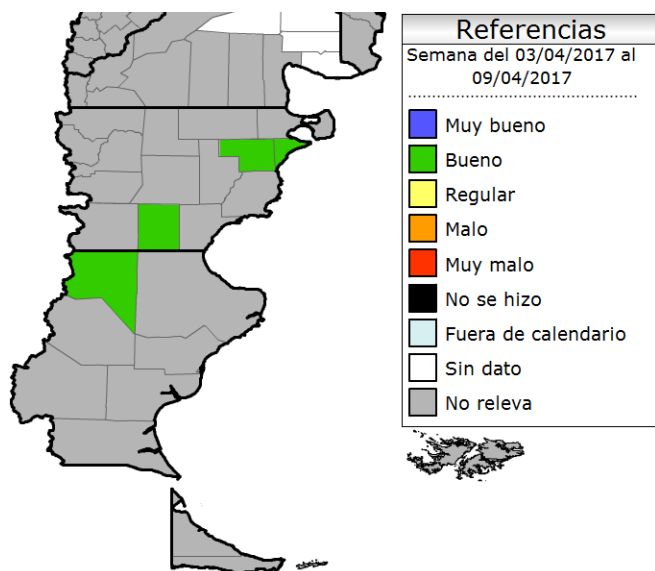 Referencias
Semana del 03/04/2017 al
09/04/2017
Muy bueno
Bueno
Regular
Malo
Muy malo
No se hizo
Fuera de calendario
Sin dato
No releva